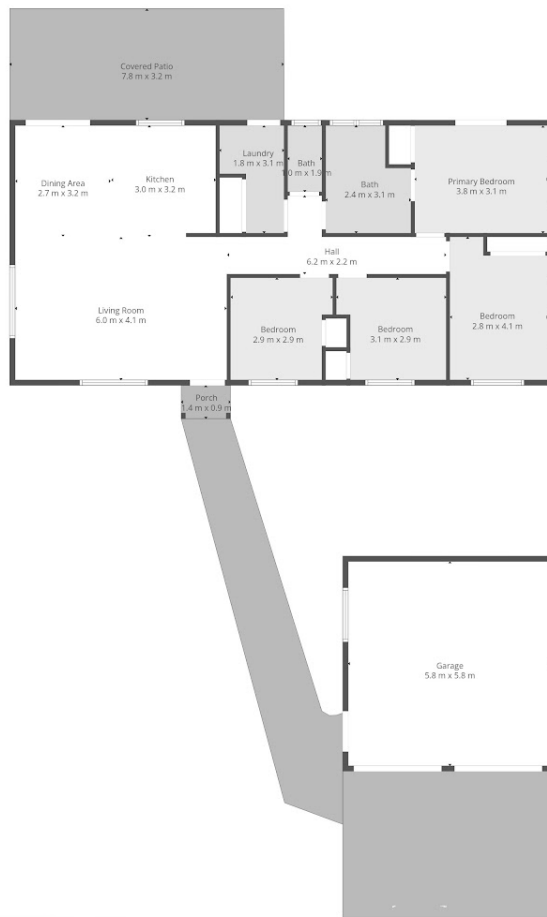 Covered Patio
7.8 m x 3.2 m
Dining Area
2.7 m x 3.2 m
Kitchen
3.0 m x 3.2 m
Laundry
1.8 m x 3.1 m
Bath
1.0 m x 1.9 m
Bath
2.4 m x 3.1 m
Primary Bedroom
3.8 m x 3.1 m
Hall
6.2 m x 2.2 m
Living Room
6.0 m x 4.1 m
Bedroom
2.9 m x 2.9 m
Bedroom
3.1 m x 2.9 m
Bedroom
2.8 m x 4.1 m
Porch
1.4 m x 0.9 m
Garage
5.8 m x 5.8 m